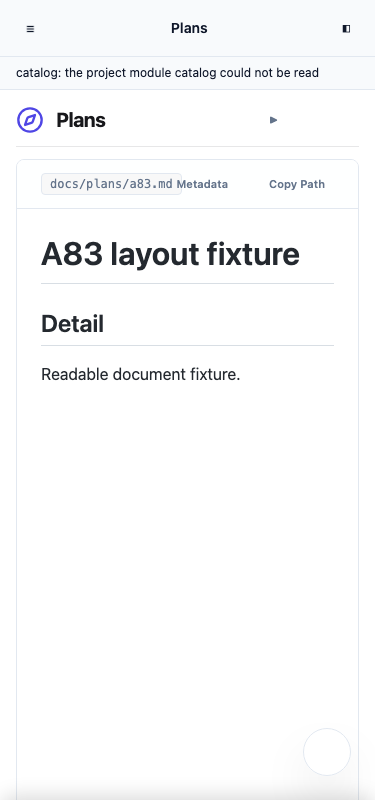 Plans
catalog: the project module catalog could not be read
Plans
docs/plans/a83.md Metadata Copy Path
A83 layout fixture
Detail
Readable document fixture.